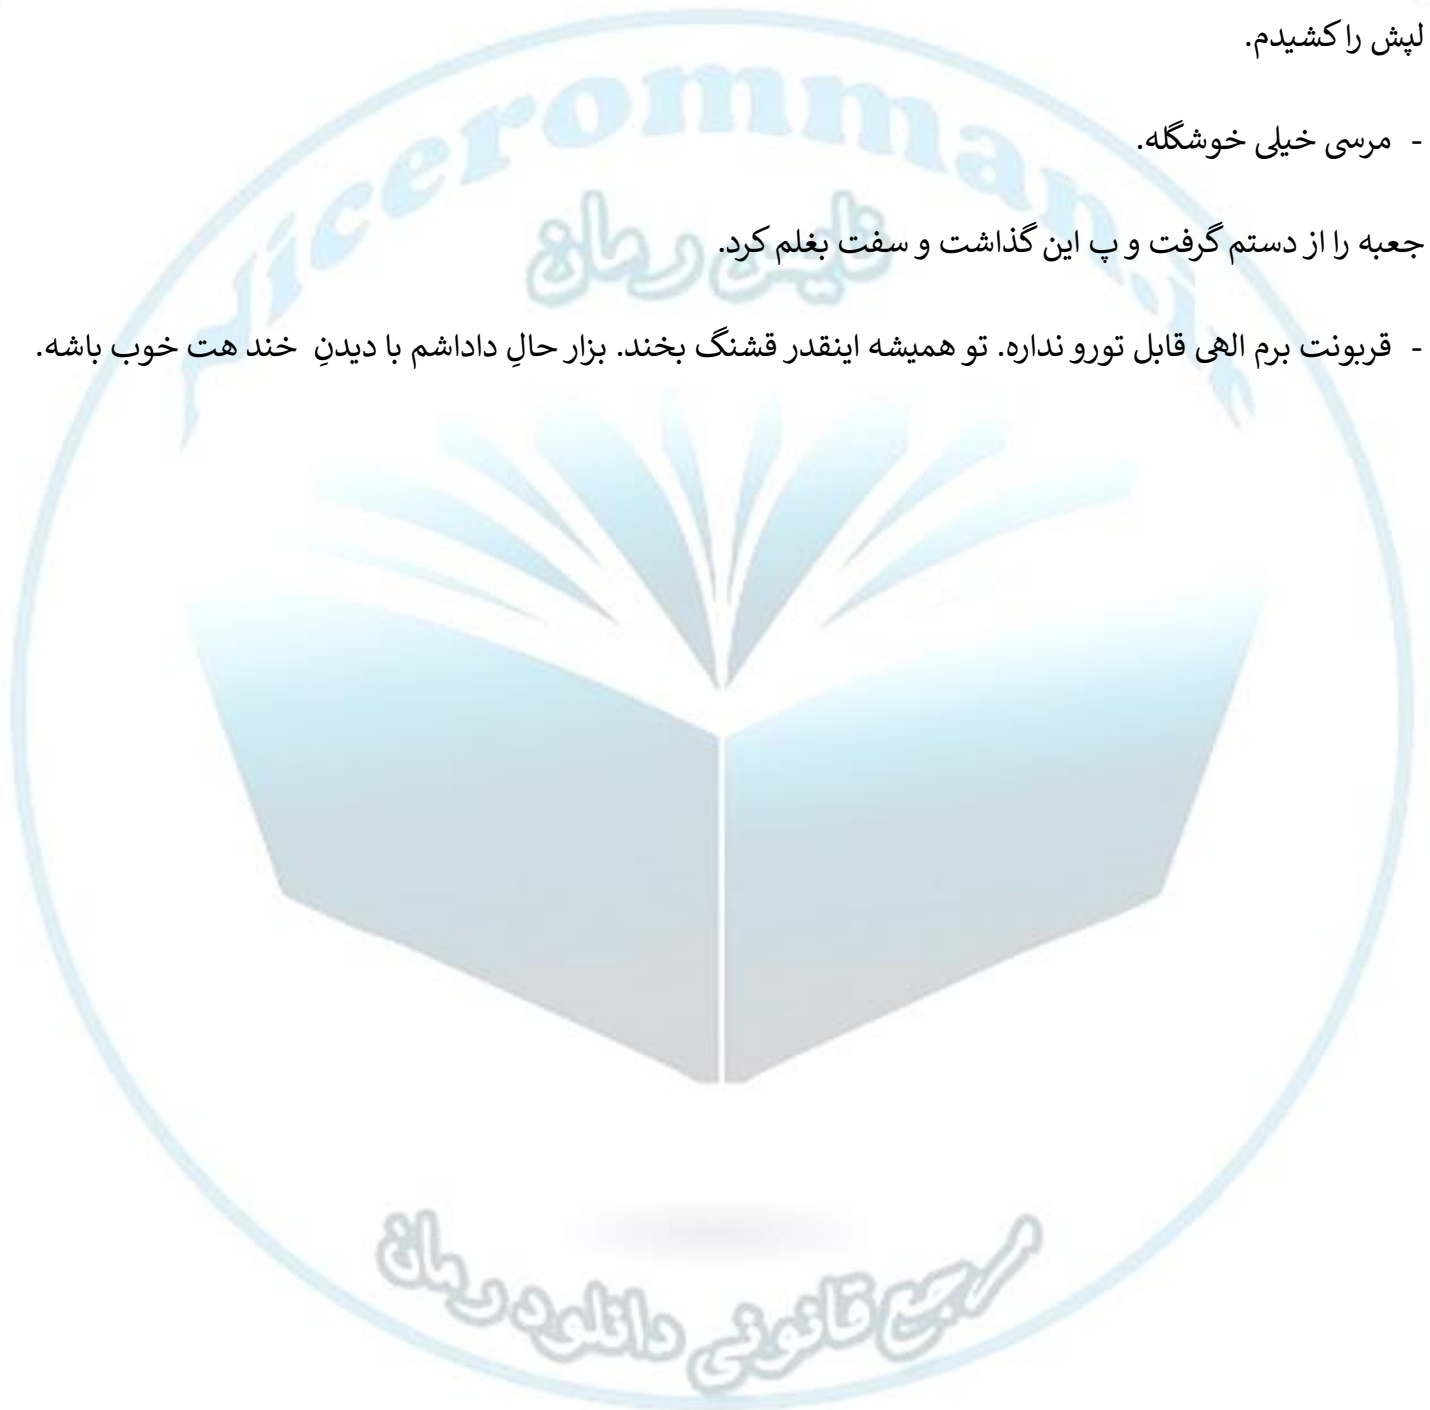 لپش را کشیدم.
- مرسی خیلی خوشگله.
جعبه را از دستم گرفت و پ این گذاشت و سفت بغلم کرد.
- قربونت برم الهی قابل تورو نداره. تو همیشه اینقدر قشنگ بخند. بزار حالِ داداشم با دیدنِ خند هت خوب باشه.
niceromman.ir
نایس رمان
مرجع قانونی دانلود رمان